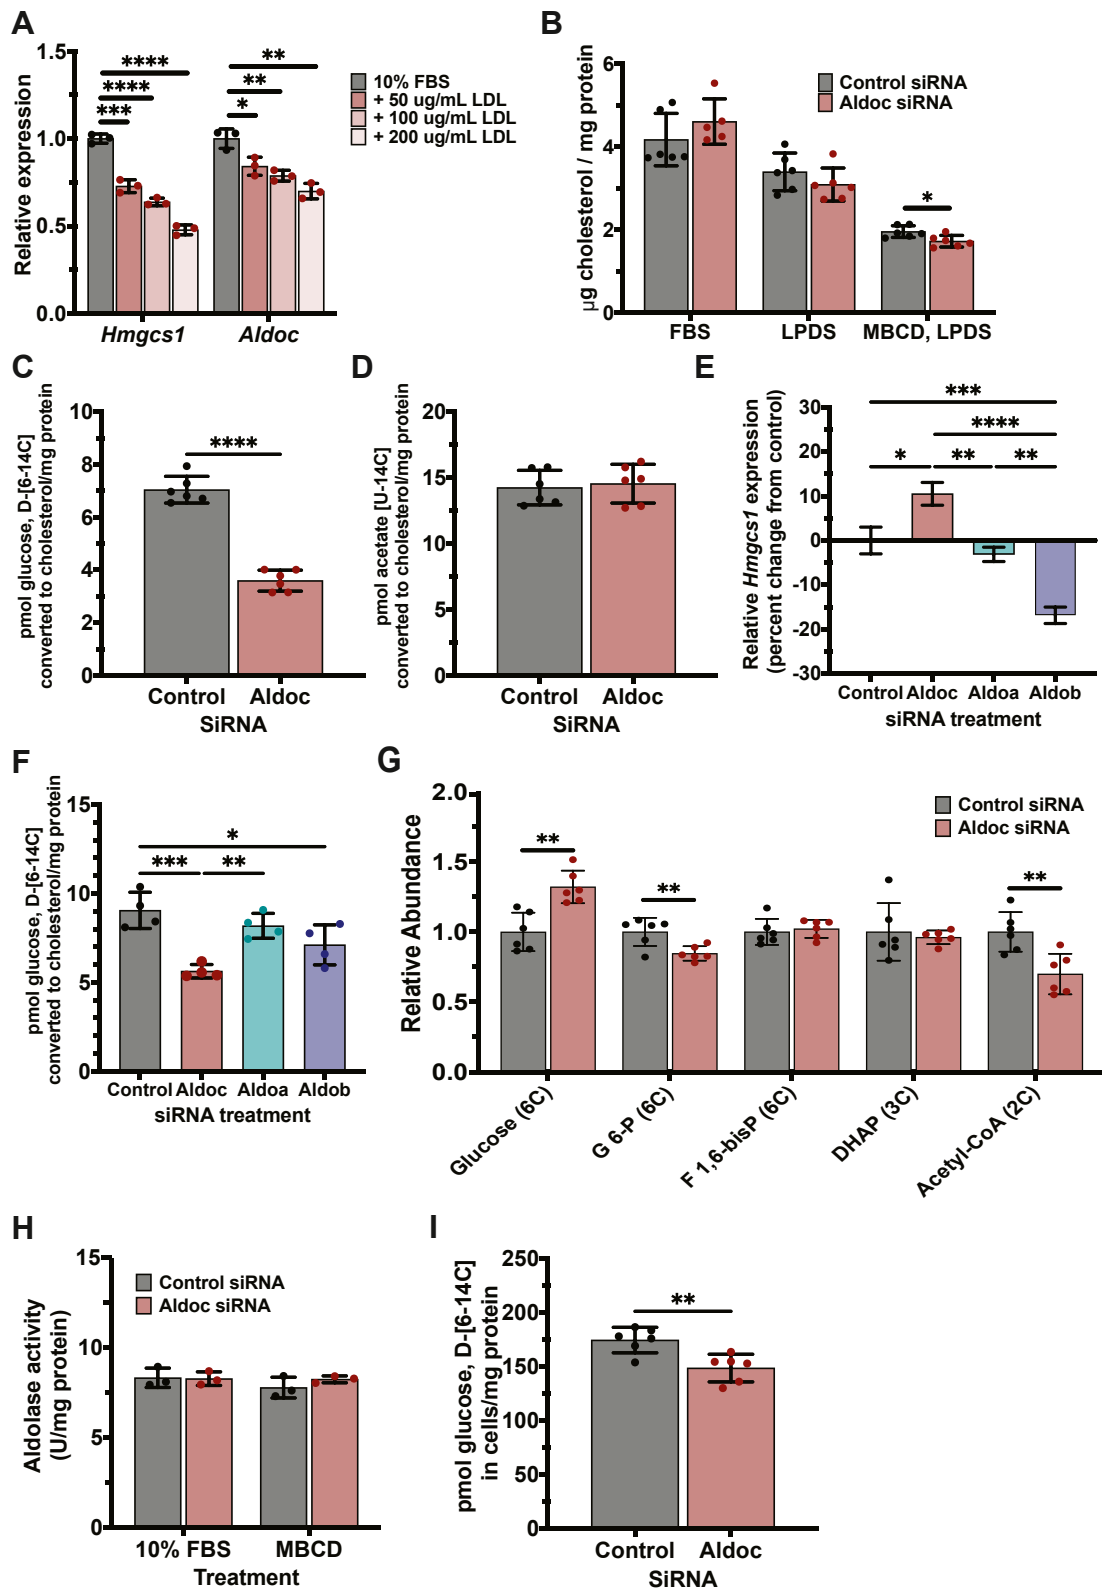 A
1.5
1.0
0.5
0.0
Relative expression
*** **** ****
* ** **
Hmgcs1 Aldoc
10% FBS
+ 50 ug/mL LDL
+ 100 ug/mL LDL
+ 200 ug/mL LDL
B
6
4
2
0
µg cholesterol / mg protein
Control siRNA
Aldoc siRNA
*
FBS LPDS MBCD, LPDS
C
10
8
6
4
2
0
pmol glucose, D-[6-14C]
converted to cholesterol/mg protein
****
Control Aldoc
SiRNA
D
20
15
10
5
0
pmol acetate [U-14C]
converted to cholesterol/mg protein
Control Aldoc
SiRNA
E
30
20
10
0
-10
-20
-30
Relative Hmgcs1 expression
(percent change from control)
***
****
* ** **
Control Aldoc Aldoa Aldob
siRNA treatment
F
15
10
5
0
pmol glucose, D-[6-14C]
converted to cholesterol/mg protein
*
*** **
Control Aldoc Aldoa Aldob
siRNA treatment
G
2.0
1.5
1.0
0.5
0.0
Relative Abundance
Control siRNA
Aldoc siRNA
** ** **
Glucose (6C)
G 6-P (6C)
F 1,6-bisP (6C)
DHAP (3C)
Acetyl-CoA (2C)
H
15
10
5
0
Aldolase activity
(U/mg protein)
Control siRNA
Aldoc siRNA
10% FBS MBCD
Treatment
I
250
200
150
100
50
0
pmol glucose, D-[6-14C]
in cells/mg protein
**
Control Aldoc
SiRNA